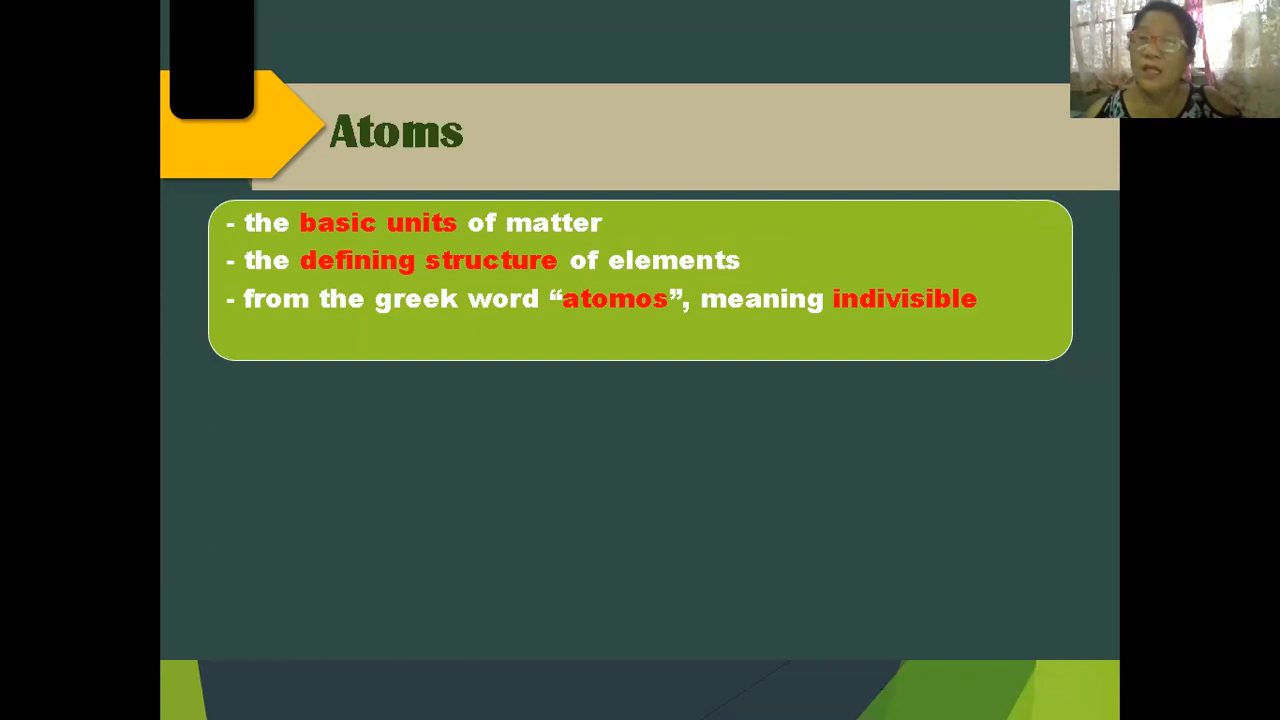 Atoms
- the basic units of matter
- the defining structure of elements
- from the greek word “atomos”, meaning indivisible